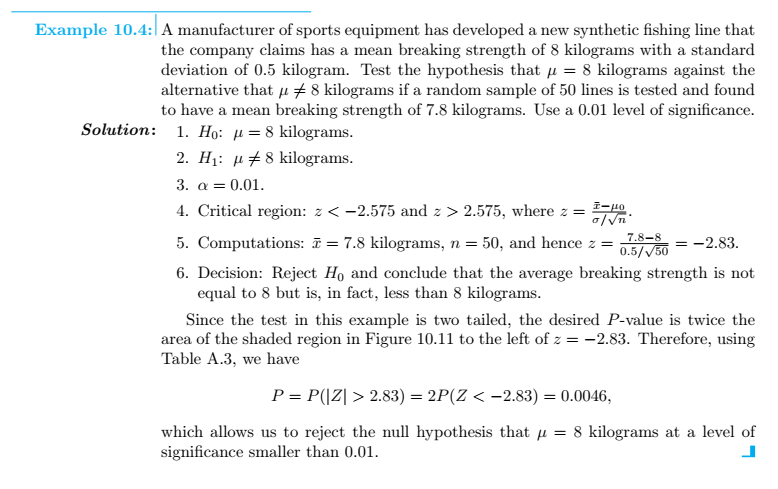 Example 10.4: A manufacturer of sports equipment has developed a new synthetic fishing line that
the company claims has a mean breaking strength of 8 kilograms with a standard
deviation of 0.5 kilogram. Test the hypothesis that μ = 8 kilograms against the
alternative that μ ≠ 8 kilograms if a random sample of 50 lines is tested and found
to have a mean breaking strength of 7.8 kilograms. Use a 0.01 level of significance.
Solution: 1. H₀: μ = 8 kilograms.
2. H₁: μ ≠ 8 kilograms.
3. α = 0.01.
4. Critical region: z < −2.575 and z > 2.575, where z = (x̄−μ₀)/(σ/√n).
5. Computations: x̄ = 7.8 kilograms, n = 50, and hence z = (7.8−8)/(0.5/√50) = −2.83.
6. Decision: Reject H₀ and conclude that the average breaking strength is not
equal to 8 but is, in fact, less than 8 kilograms.
Since the test in this example is two tailed, the desired P-value is twice the
area of the shaded region in Figure 10.11 to the left of z = −2.83. Therefore, using
Table A.3, we have
P = P(|Z| > 2.83) = 2P(Z < −2.83) = 0.0046,
which allows us to reject the null hypothesis that μ = 8 kilograms at a level of
significance smaller than 0.01.